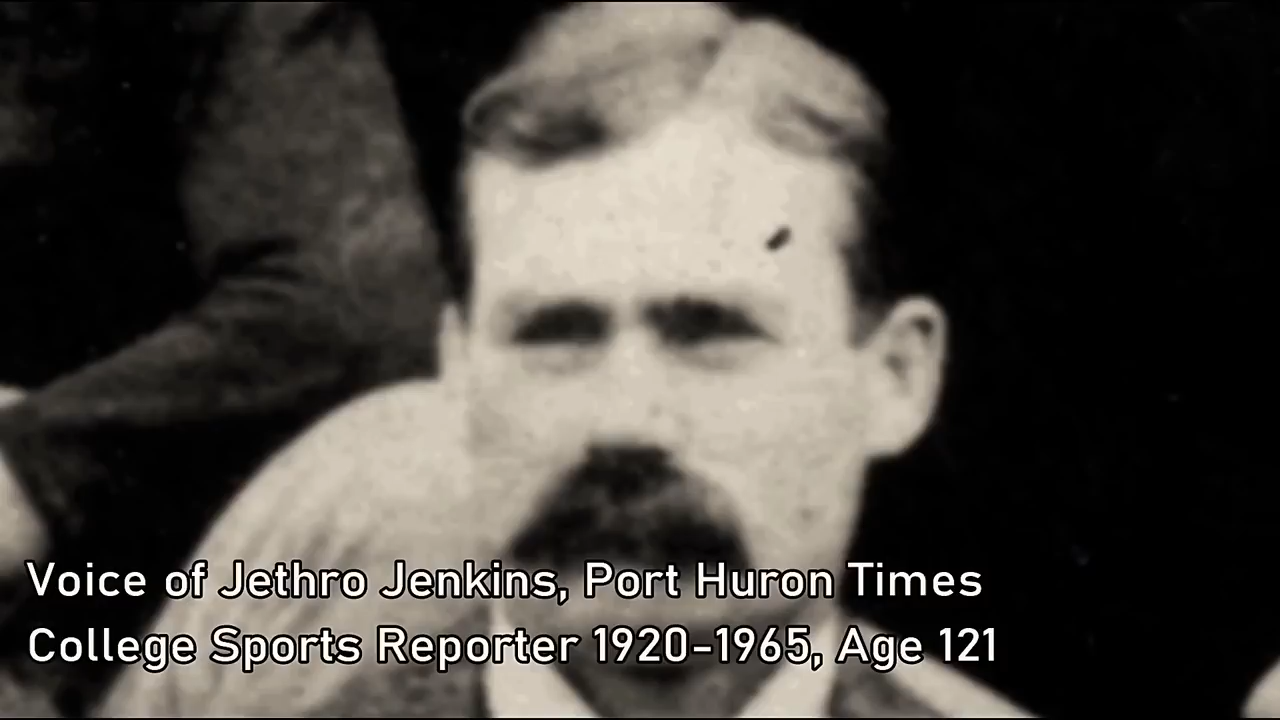 Voice of Jethro Jenkins, Port Huron Times
College Sports Reporter 1920-1965, Age 121